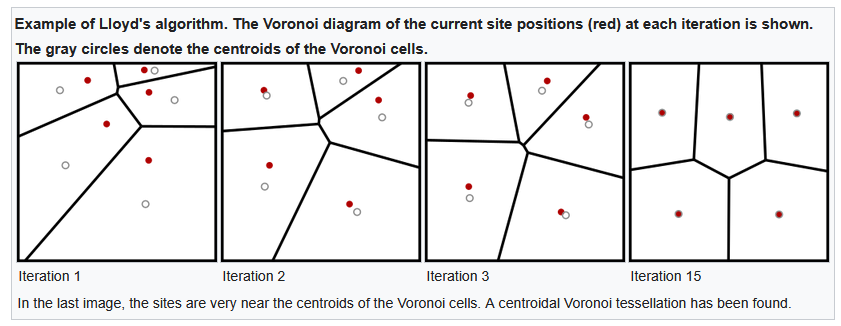 Example of Lloyd's algorithm. The Voronoi diagram of the current site positions (red) at each iteration is shown.
The gray circles denote the centroids of the Voronoi cells.
Iteration 1
Iteration 2
Iteration 3
Iteration 15
In the last image, the sites are very near the centroids of the Voronoi cells. A centroidal Voronoi tessellation has been found.